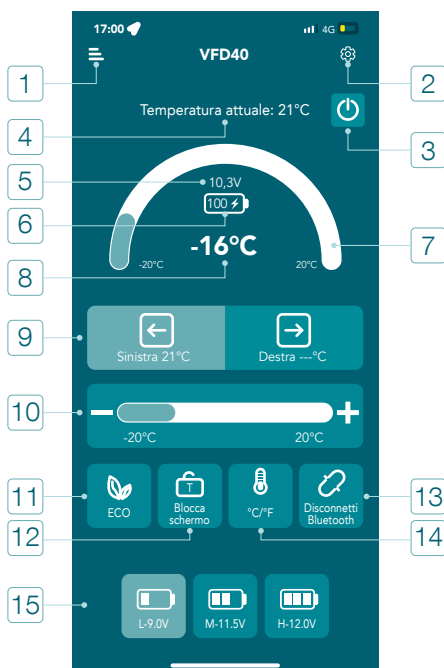 17:00 4G
VFD40
1
2
Temperatura attuale: 21°C
3
4
5
10,3V
6
100
7
8
-16°C
-20°C 20°C
9
Sinistra 21°C Destra ---°C
10
-20°C 20°C
11
ECO
Blocca
schermo
T
°C/°F
Disconnetti
Bluetooth
13
12
14
15
L-9.0V M-11.5V H-12.0V